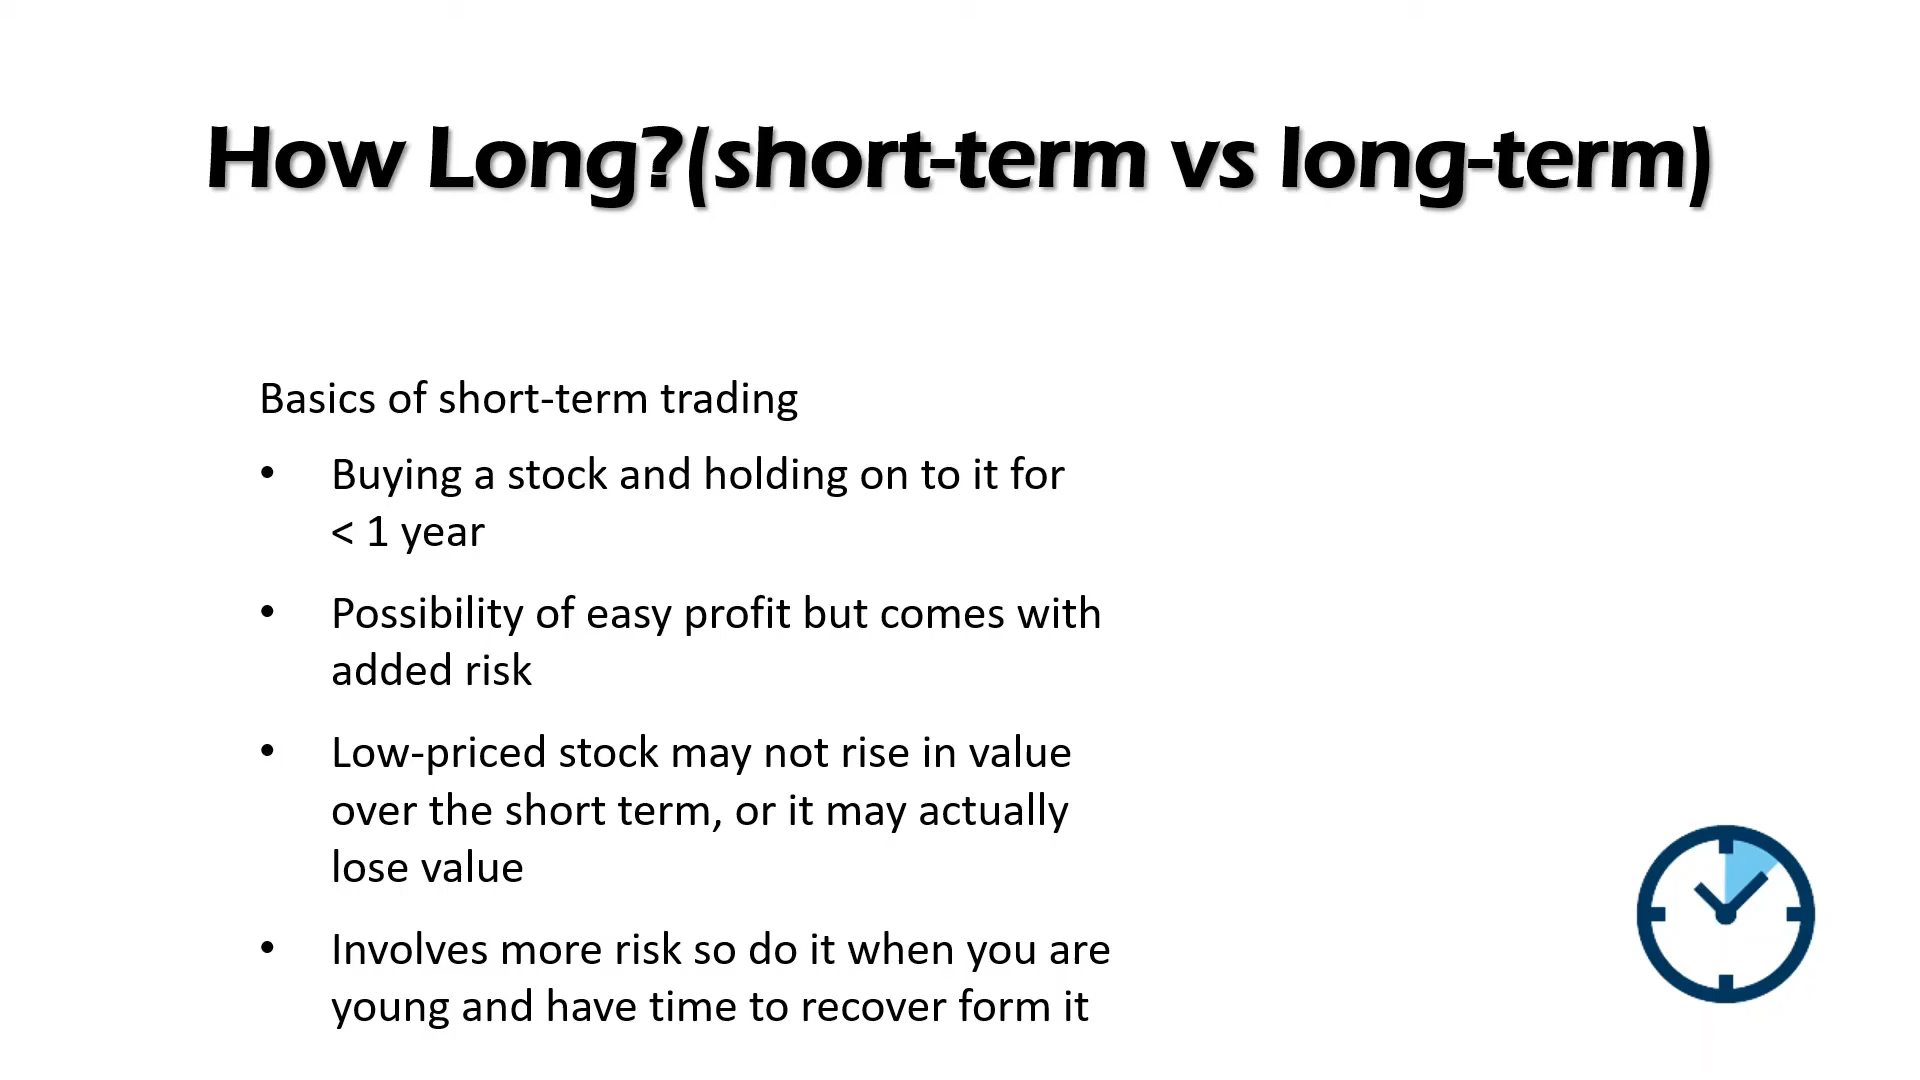 How Long?(short-term vs long-term)
Basics of short-term trading
• Buying a stock and holding on to it for
< 1 year
• Possibility of easy profit but comes with
added risk
• Low-priced stock may not rise in value
over the short term, or it may actually
lose value
• Involves more risk so do it when you are
young and have time to recover form it